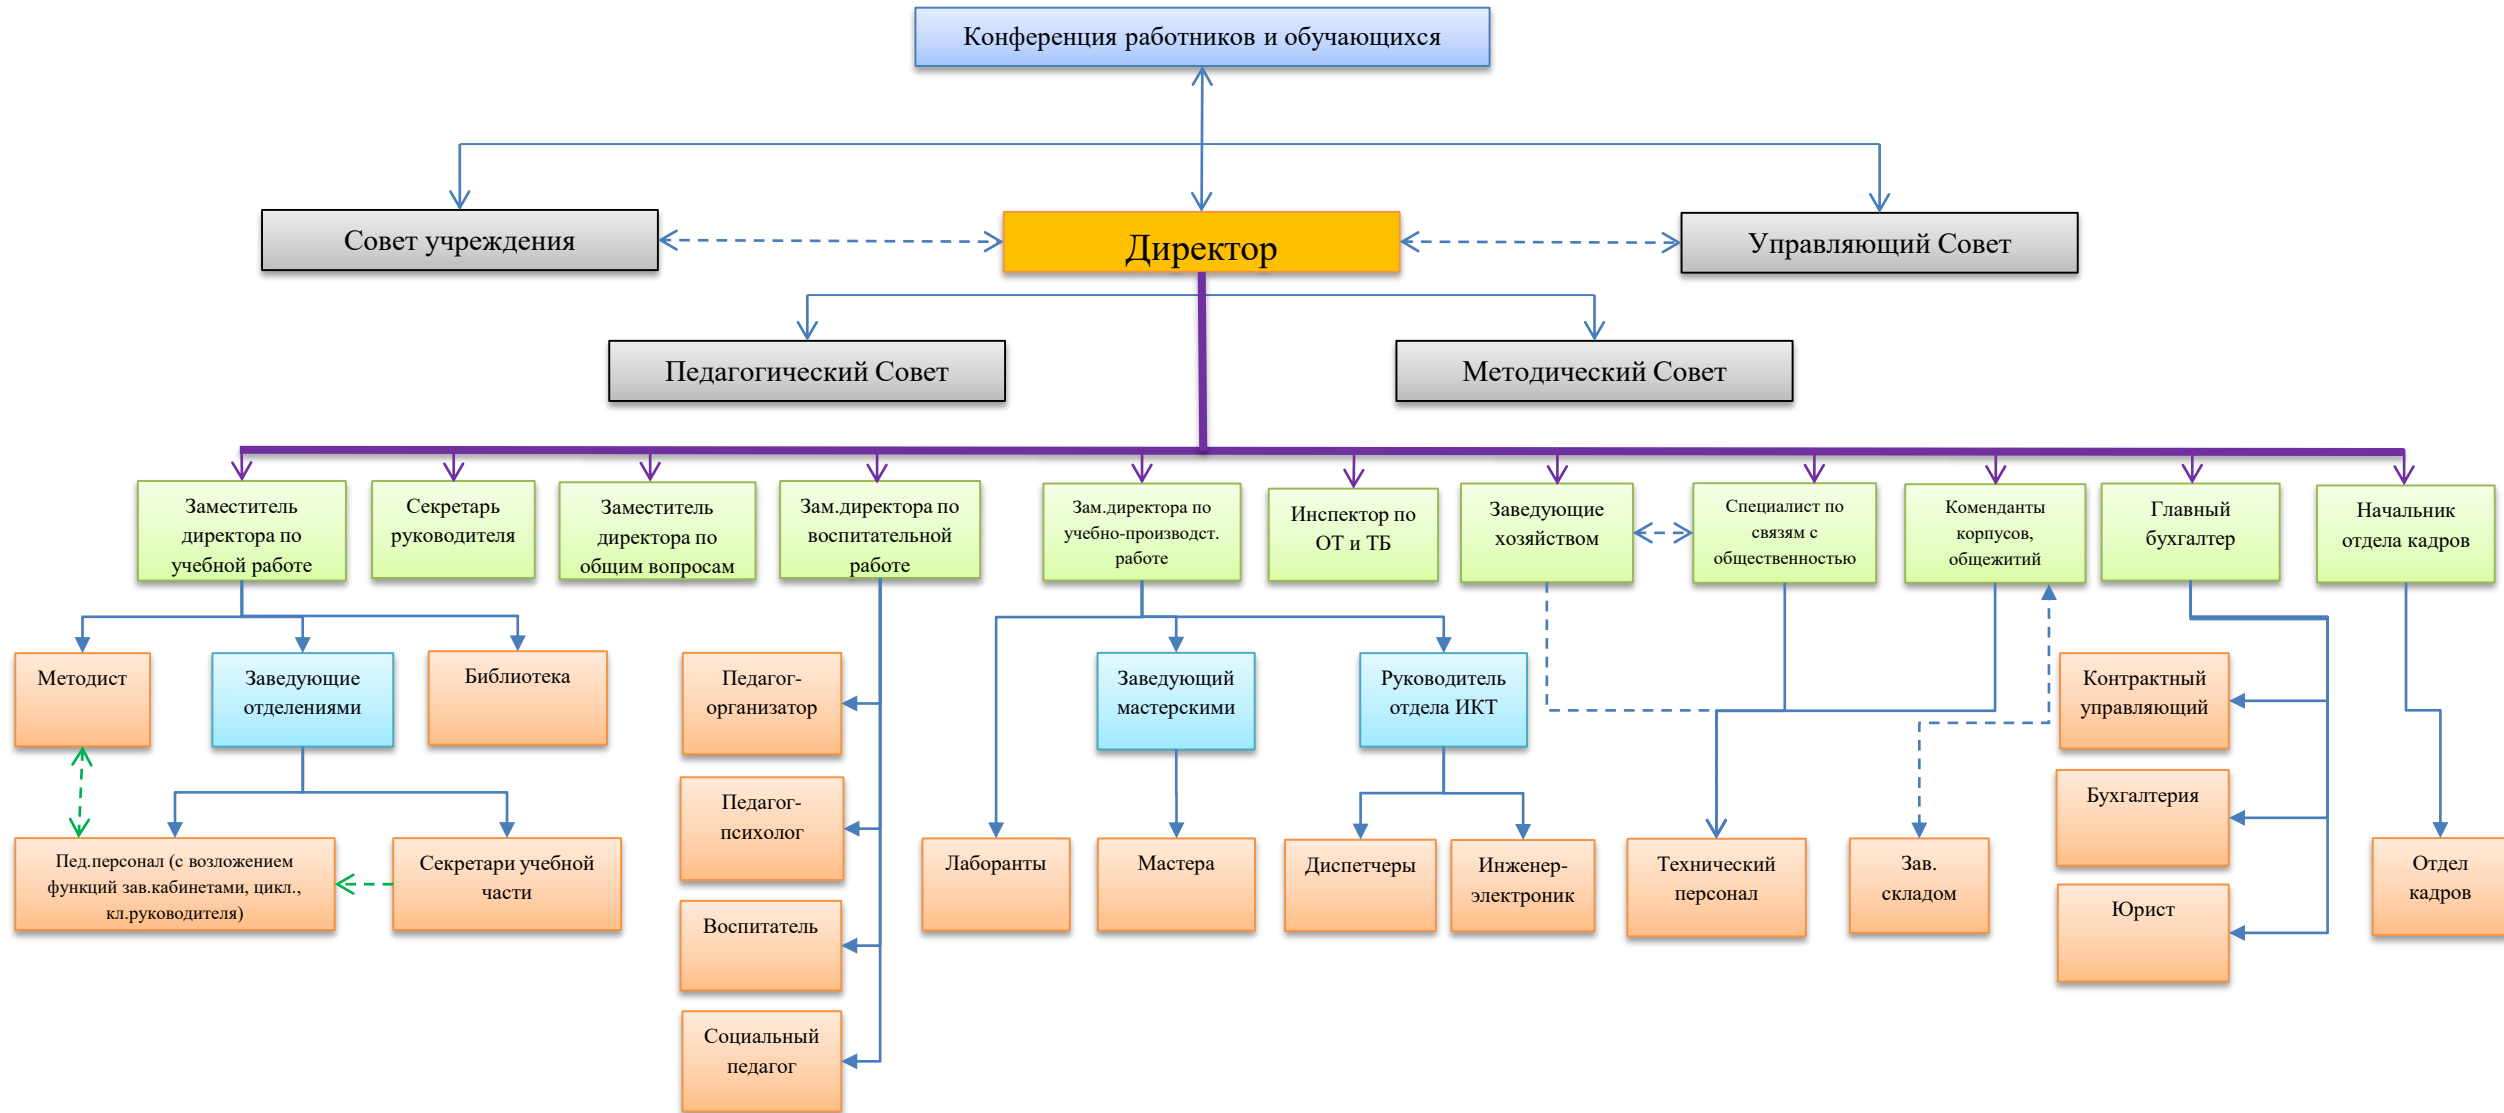 Конференция работников и обучающихся
Совет учреждения
Директор
Управляющий Совет
Педагогический Совет
Методический Совет
Заместитель
директора по
учебной работе
Секретарь
руководителя
Заместитель
директора по
общим вопросам
Зам.директора по
воспитательной
работе
Зам.директора по
учебно-производст.
работе
Инспектор по
ОТ и ТБ
Заведующие
хозяйством
Специалист по
связям с
общественностью
Коменданты
корпусов,
общежитий
Главный
бухгалтер
Начальник
отдела кадров
Методист
Заведующие
отделениями
Библиотека
Педагог-
организатор
Заведующий
мастерскими
Руководитель
отдела ИКТ
Контрактный
управляющий
Педагог-
психолог
Бухгалтерия
Пед.персонал (с возложением
функций зав.кабинетами, цикл.,
кл.руководителя)
Секретари учебной
части
Воспитатель
Лаборанты
Мастера
Диспетчеры
Инженер-
электроник
Технический
персонал
Зав.
складом
Юрист
Отдел
кадров
Социальный
педагог